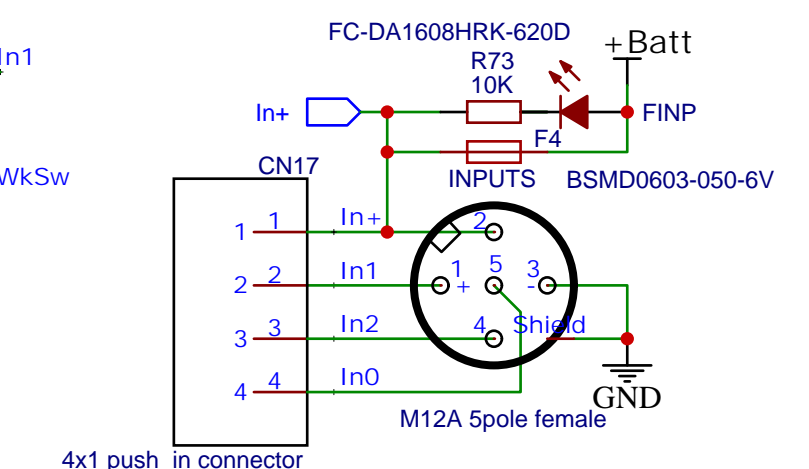 FC-DA1608HRK-620D
+Batt
In1
R73
10K
In+
FINP
F4
WkSw
CN17
INPUTS
BSMD0603-050-6V
1 1 In+ 2
2 2 In1 1 + 5 3 -
3 3 In2 4 Shield
4 4 In0
GND
M12A 5pole female
4x1 push in connector